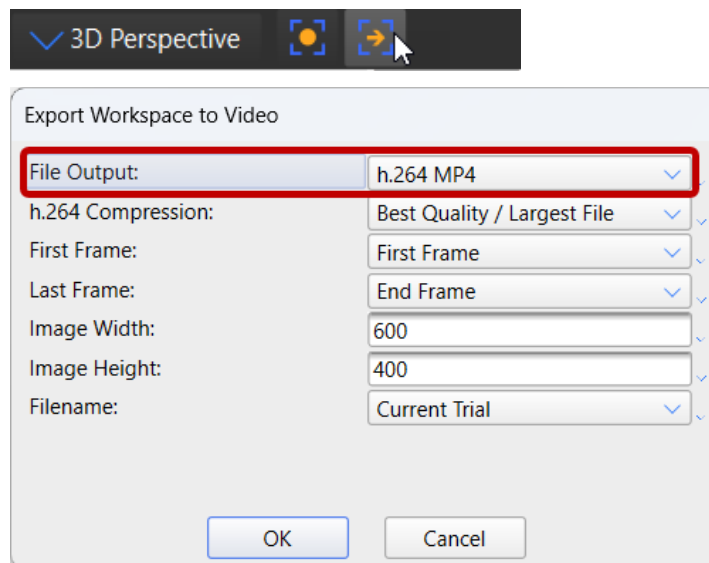 3D Perspective
Export Workspace to Video
File Output: h.264 MP4
h.264 Compression: Best Quality / Largest File
First Frame: First Frame
Last Frame: End Frame
Image Width: 600
Image Height: 400
Filename: Current Trial
OK Cancel